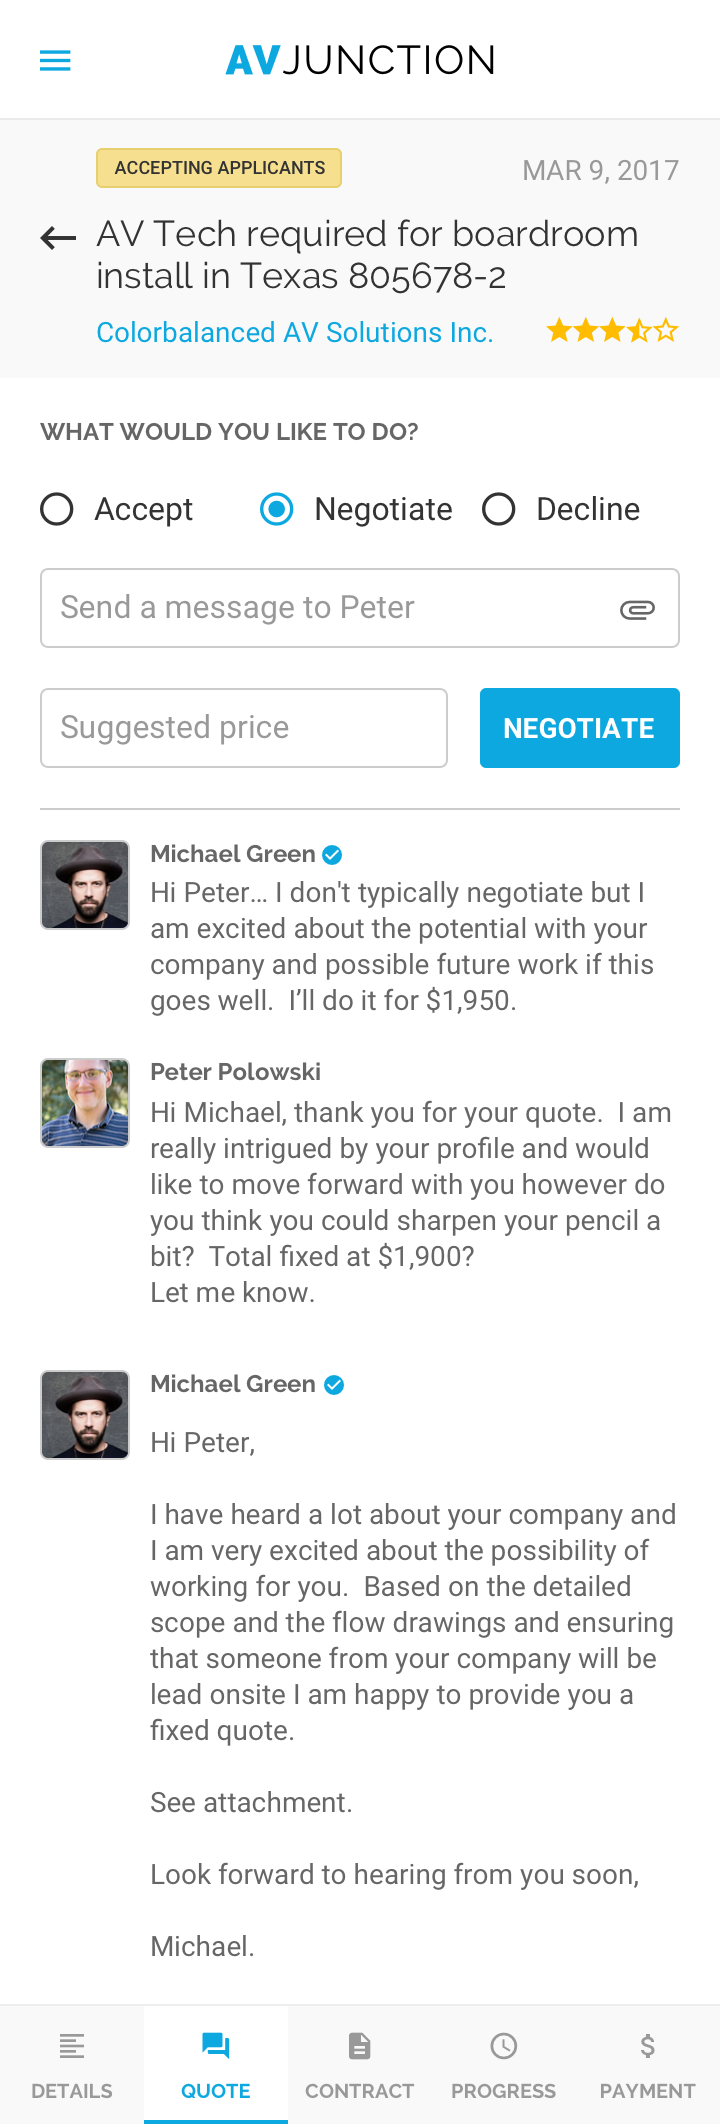 AVJUNCTION
ACCEPTING APPLICANTS
MAR 9, 2017
AV Tech required for boardroom
install in Texas 805678-2
Colorbalanced AV Solutions Inc.
WHAT WOULD YOU LIKE TO DO?
Accept
Negotiate
Decline
Send a message to Peter
Suggested price
NEGOTIATE
Michael Green
Hi Peter... I don't typically negotiate but I
am excited about the potential with your
company and possible future work if this
goes well.  I’ll do it for $1,950.
Peter Polowski
Hi Michael, thank you for your quote.  I am
really intrigued by your profile and would
like to move forward with you however do
you think you could sharpen your pencil a
bit?  Total fixed at $1,900?
Let me know.
Michael Green
Hi Peter,
I have heard a lot about your company and
I am very excited about the possibility of
working for you.  Based on the detailed
scope and the flow drawings and ensuring
that someone from your company will be
lead onsite I am happy to provide you a
fixed quote.
See attachment.
Look forward to hearing from you soon,
Michael.
DETAILS
QUOTE
CONTRACT
PROGRESS
PAYMENT